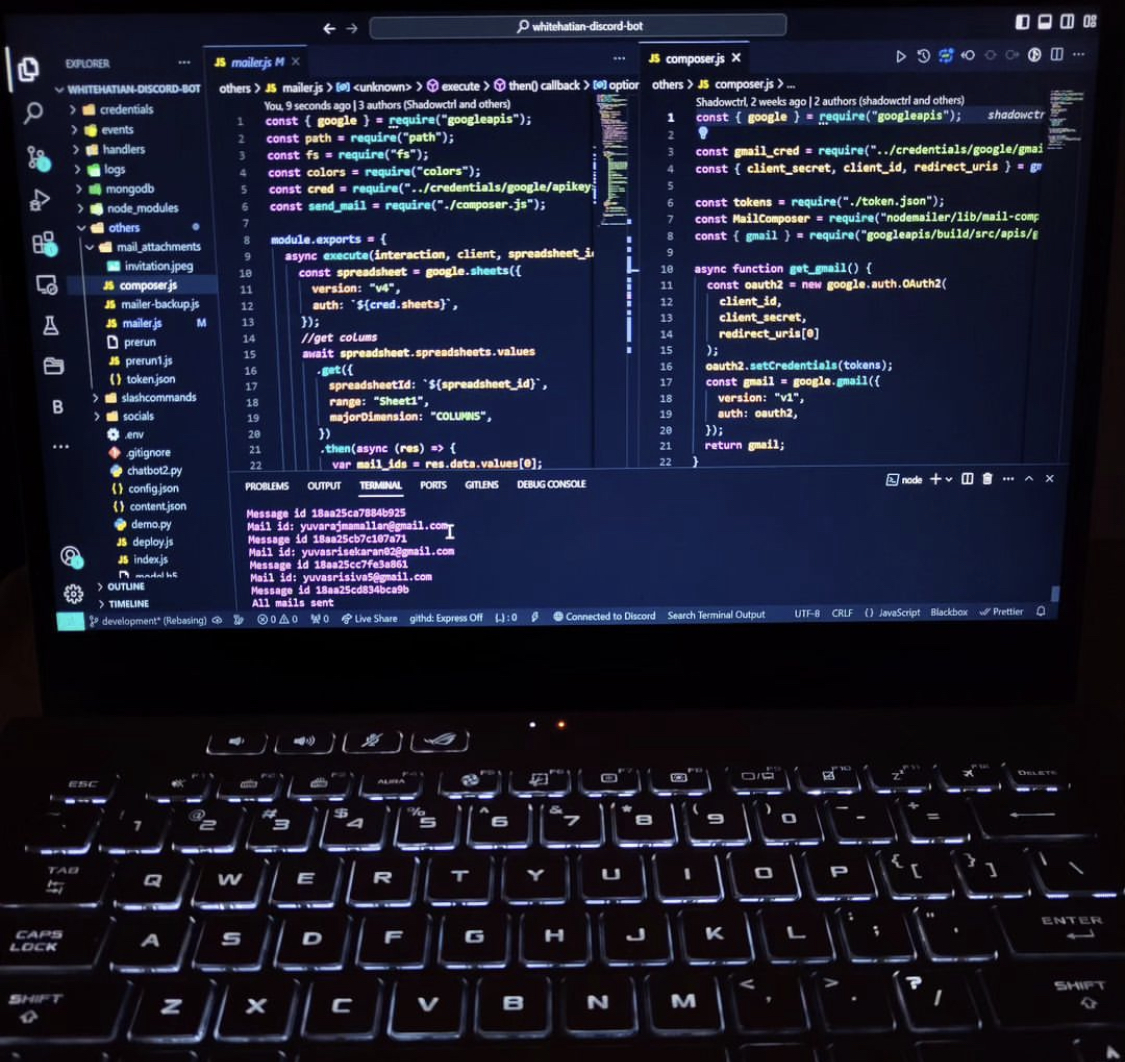 whitehatian-discord-bot
EXPLORER
WHITEHATIAN-DISCORD-BOT
credentials
events
handlers
logs
mongodb
node_modules
others
mail_attachments
invitation.jpeg
composer.js
mailer-backup.js
mailer.js M
prerun
prerun1.js
token.json
slashcommands
socials
.env
.gitignore
chatbot2.py
config.json
content.json
demo.py
deploy.js
index.js
OUTLINE
TIMELINE
JS mailer.js M
others > JS mailer.js > <unknown> > execute > then() callback > option
You, 9 seconds ago | 3 authors (Shadowctrl and others)
1 const { google } = require("googleapis");
2 const path = require("path");
3 const fs = require("fs");
4 const colors = require("colors");
5 const cred = require("../credentials/google/apikey
6 const send_mail = require("./composer.js");
7
8 module.exports = {
9 async execute(interaction, client, spreadsheet_i
10 const spreadsheet = google.sheets({
11 version: "v4",
12 auth: `${cred.sheets}`,
13 });
14 //get colums
15 await spreadsheet.spreadsheets.values
16 .get({
17 spreadsheetId: `${spreadsheet_id}`,
18 range: "Sheet1",
19 majorDimension: "COLUMNS",
20 })
21 .then(async (res) => {
22 var mail_ids = res.data.values[0];
JS composer.js
others > JS composer.js > ...
Shadowctrl, 2 weeks ago | 2 authors (shadowctrl and others)
1 const { google } = require("googleapis"); shadowctr
2
3 const gmail_cred = require("../credentials/google/gmai
4 const { client_secret, client_id, redirect_uris } = gm
5
6 const tokens = require("./token.json");
7 const MailComposer = require("nodemailer/lib/mail-comp
8 const { gmail } = require("googleapis/build/src/apis/g
9
10 async function get_gmail() {
11 const oauth2 = new google.auth.OAuth2(
12 client_id,
13 client_secret,
14 redirect_uris[0]
15 );
16 oauth2.setCredentials(tokens);
17 const gmail = google.gmail({
18 version: "v1",
19 auth: oauth2,
20 });
21 return gmail;
22 }
PROBLEMS OUTPUT TERMINAL PORTS GITLENS DEBUG CONSOLE node
Message id 18aa25ca7884b925
Mail id: yuvarajmamallan@gmail.com
Message id 18aa25cb7c107a71
Mail id: yuvasrisekaran02@gmail.com
Message id 18aa25cc7fe3a861
Mail id: yuvasrisiva5@gmail.com
Message id 18aa25cd834bca9b
All mails sent
development* (Rebasing) 0 0 0 Live Share githd: Express Off [..] : 0 Connected to Discord Search Terminal Output UTF-8 CRLF {} JavaScript Blackbox Prettier
ESC F1 F2 F3 AURA F4 F5 F6 F7 F8 F9 F10 F11 F12 DELETE
1 @ 2 # 3 $ 4 % 5 ^ 6 & 7 * 8 ( 9 ) 0 - + =
TAB Q W E R T Y U I O P { [ } ] | \
CAPS LOCK A S D F G H J K L : ; " ' ENTER
SHIFT Z X C V B N M < , > . ? / SHIFT